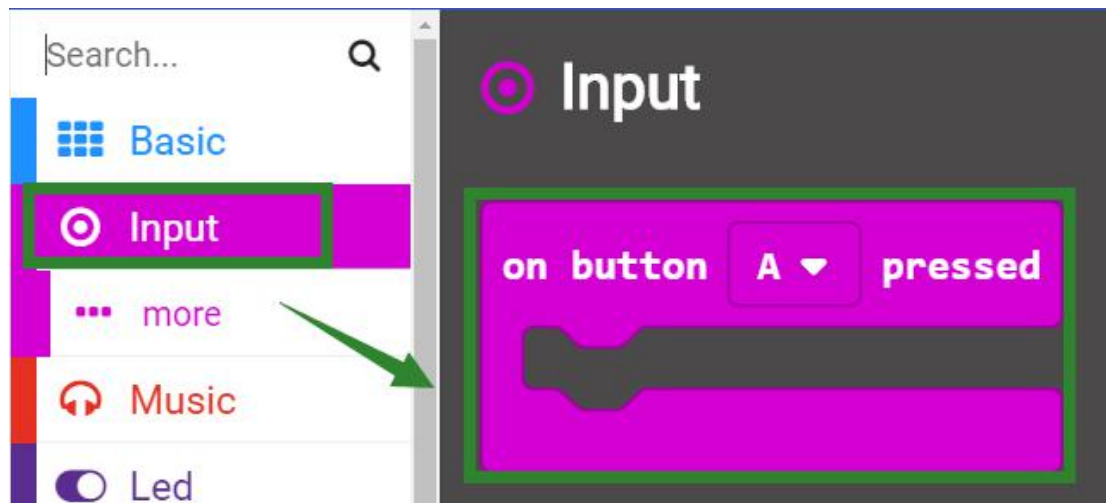 Search...
Basic
Input
more
Music
Led
Input
on button A pressed